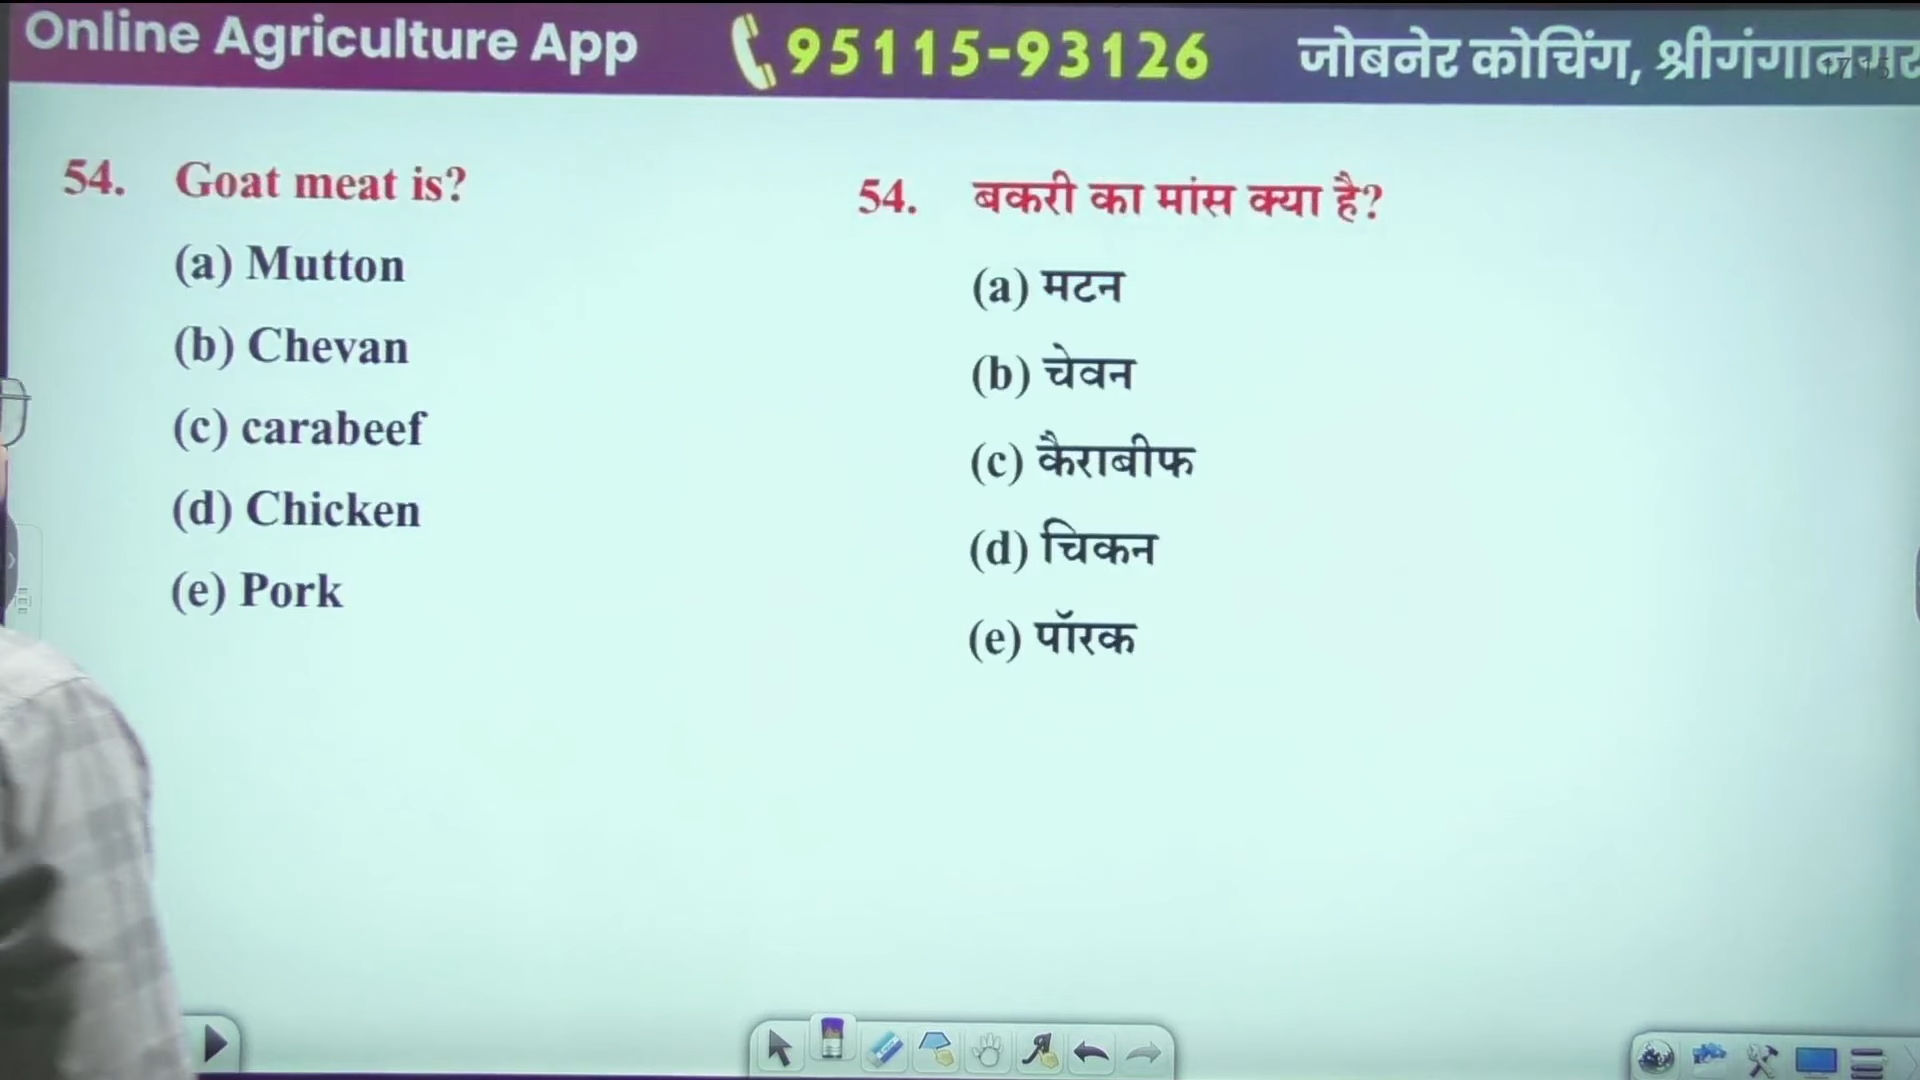 Online Agriculture App 95115-93126 जोबनेर कोचिंग, श्रीगंगानगर
54. Goat meat is?
(a) Mutton
(b) Chevan
(c) carabeef
(d) Chicken
(e) Pork
54. बकरी का मांस क्या है?
(a) मटन
(b) चेवन
(c) कैराबीफ
(d) चिकन
(e) पॉरक